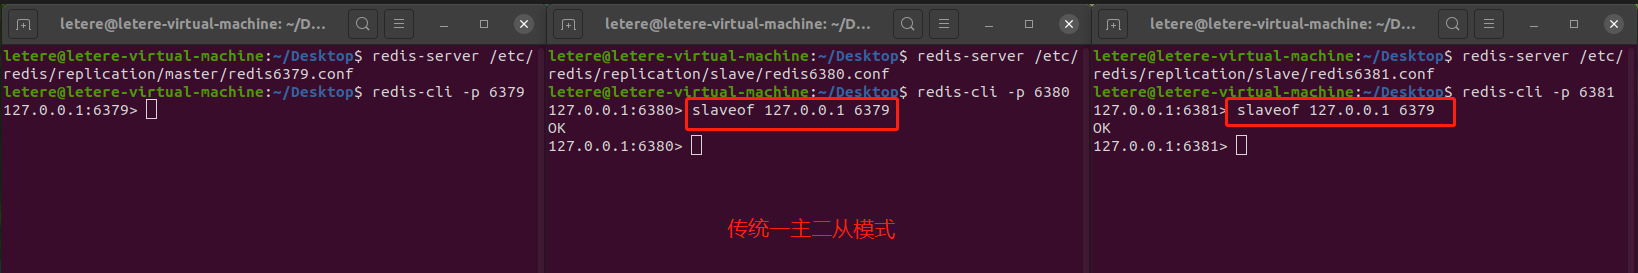 letere@letere-virtual-machine: ~/D...
letere@letere-virtual-machine:~/Desktop$ redis-server /etc/
redis/replication/master/redis6379.conf
letere@letere-virtual-machine:~/Desktop$ redis-cli -p 6379
127.0.0.1:6379>
letere@letere-virtual-machine: ~/D...
letere@letere-virtual-machine:~/Desktop$ redis-server /etc/
redis/replication/slave/redis6380.conf
letere@letere-virtual-machine:~/Desktop$ redis-cli -p 6380
127.0.0.1:6380> slaveof 127.0.0.1 6379
OK
127.0.0.1:6380>
传统一主二从模式
letere@letere-virtual-machine: ~/D...
letere@letere-virtual-machine:~/Desktop$ redis-server /etc/
redis/replication/slave/redis6381.conf
letere@letere-virtual-machine:~/Desktop$ redis-cli -p 6381
127.0.0.1:6381> slaveof 127.0.0.1 6379
OK
127.0.0.1:6381>